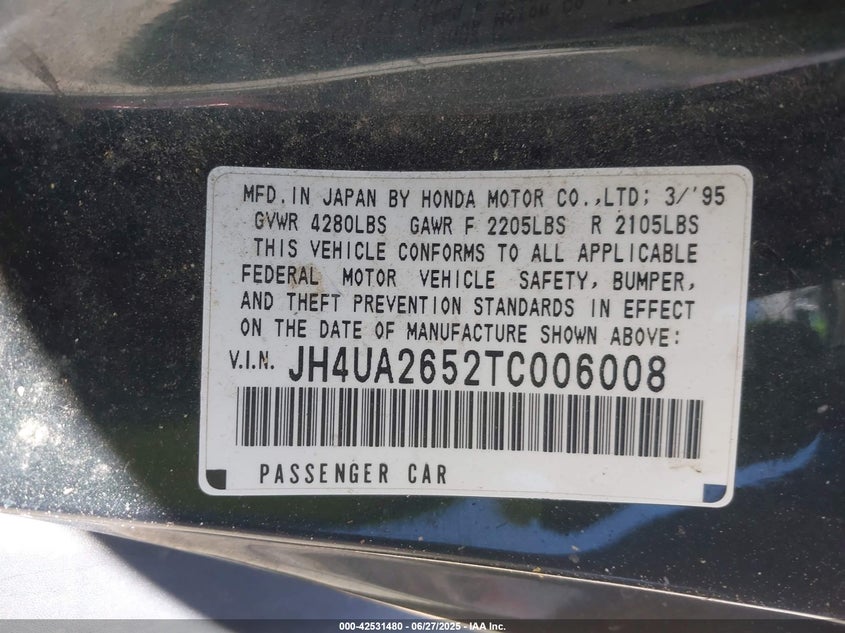 MOTOR CO
MFD. IN JAPAN BY HONDA MOTOR CO.,LTD; 3/'95
GVWR 4280LBS GAWR F 2205LBS R 2105LBS
THIS VEHICLE CONFORMS TO ALL APPLICABLE
FEDERAL MOTOR VEHICLE SAFETY, BUMPER,
AND THEFT PREVENTION STANDARDS IN EFFECT
ON THE DATE OF MANUFACTURE SHOWN ABOVE:
V.I.N. JH4UA2652TC006008
PASSENGER CAR
000-42531480 - 06/27/2025 - IAA Inc.